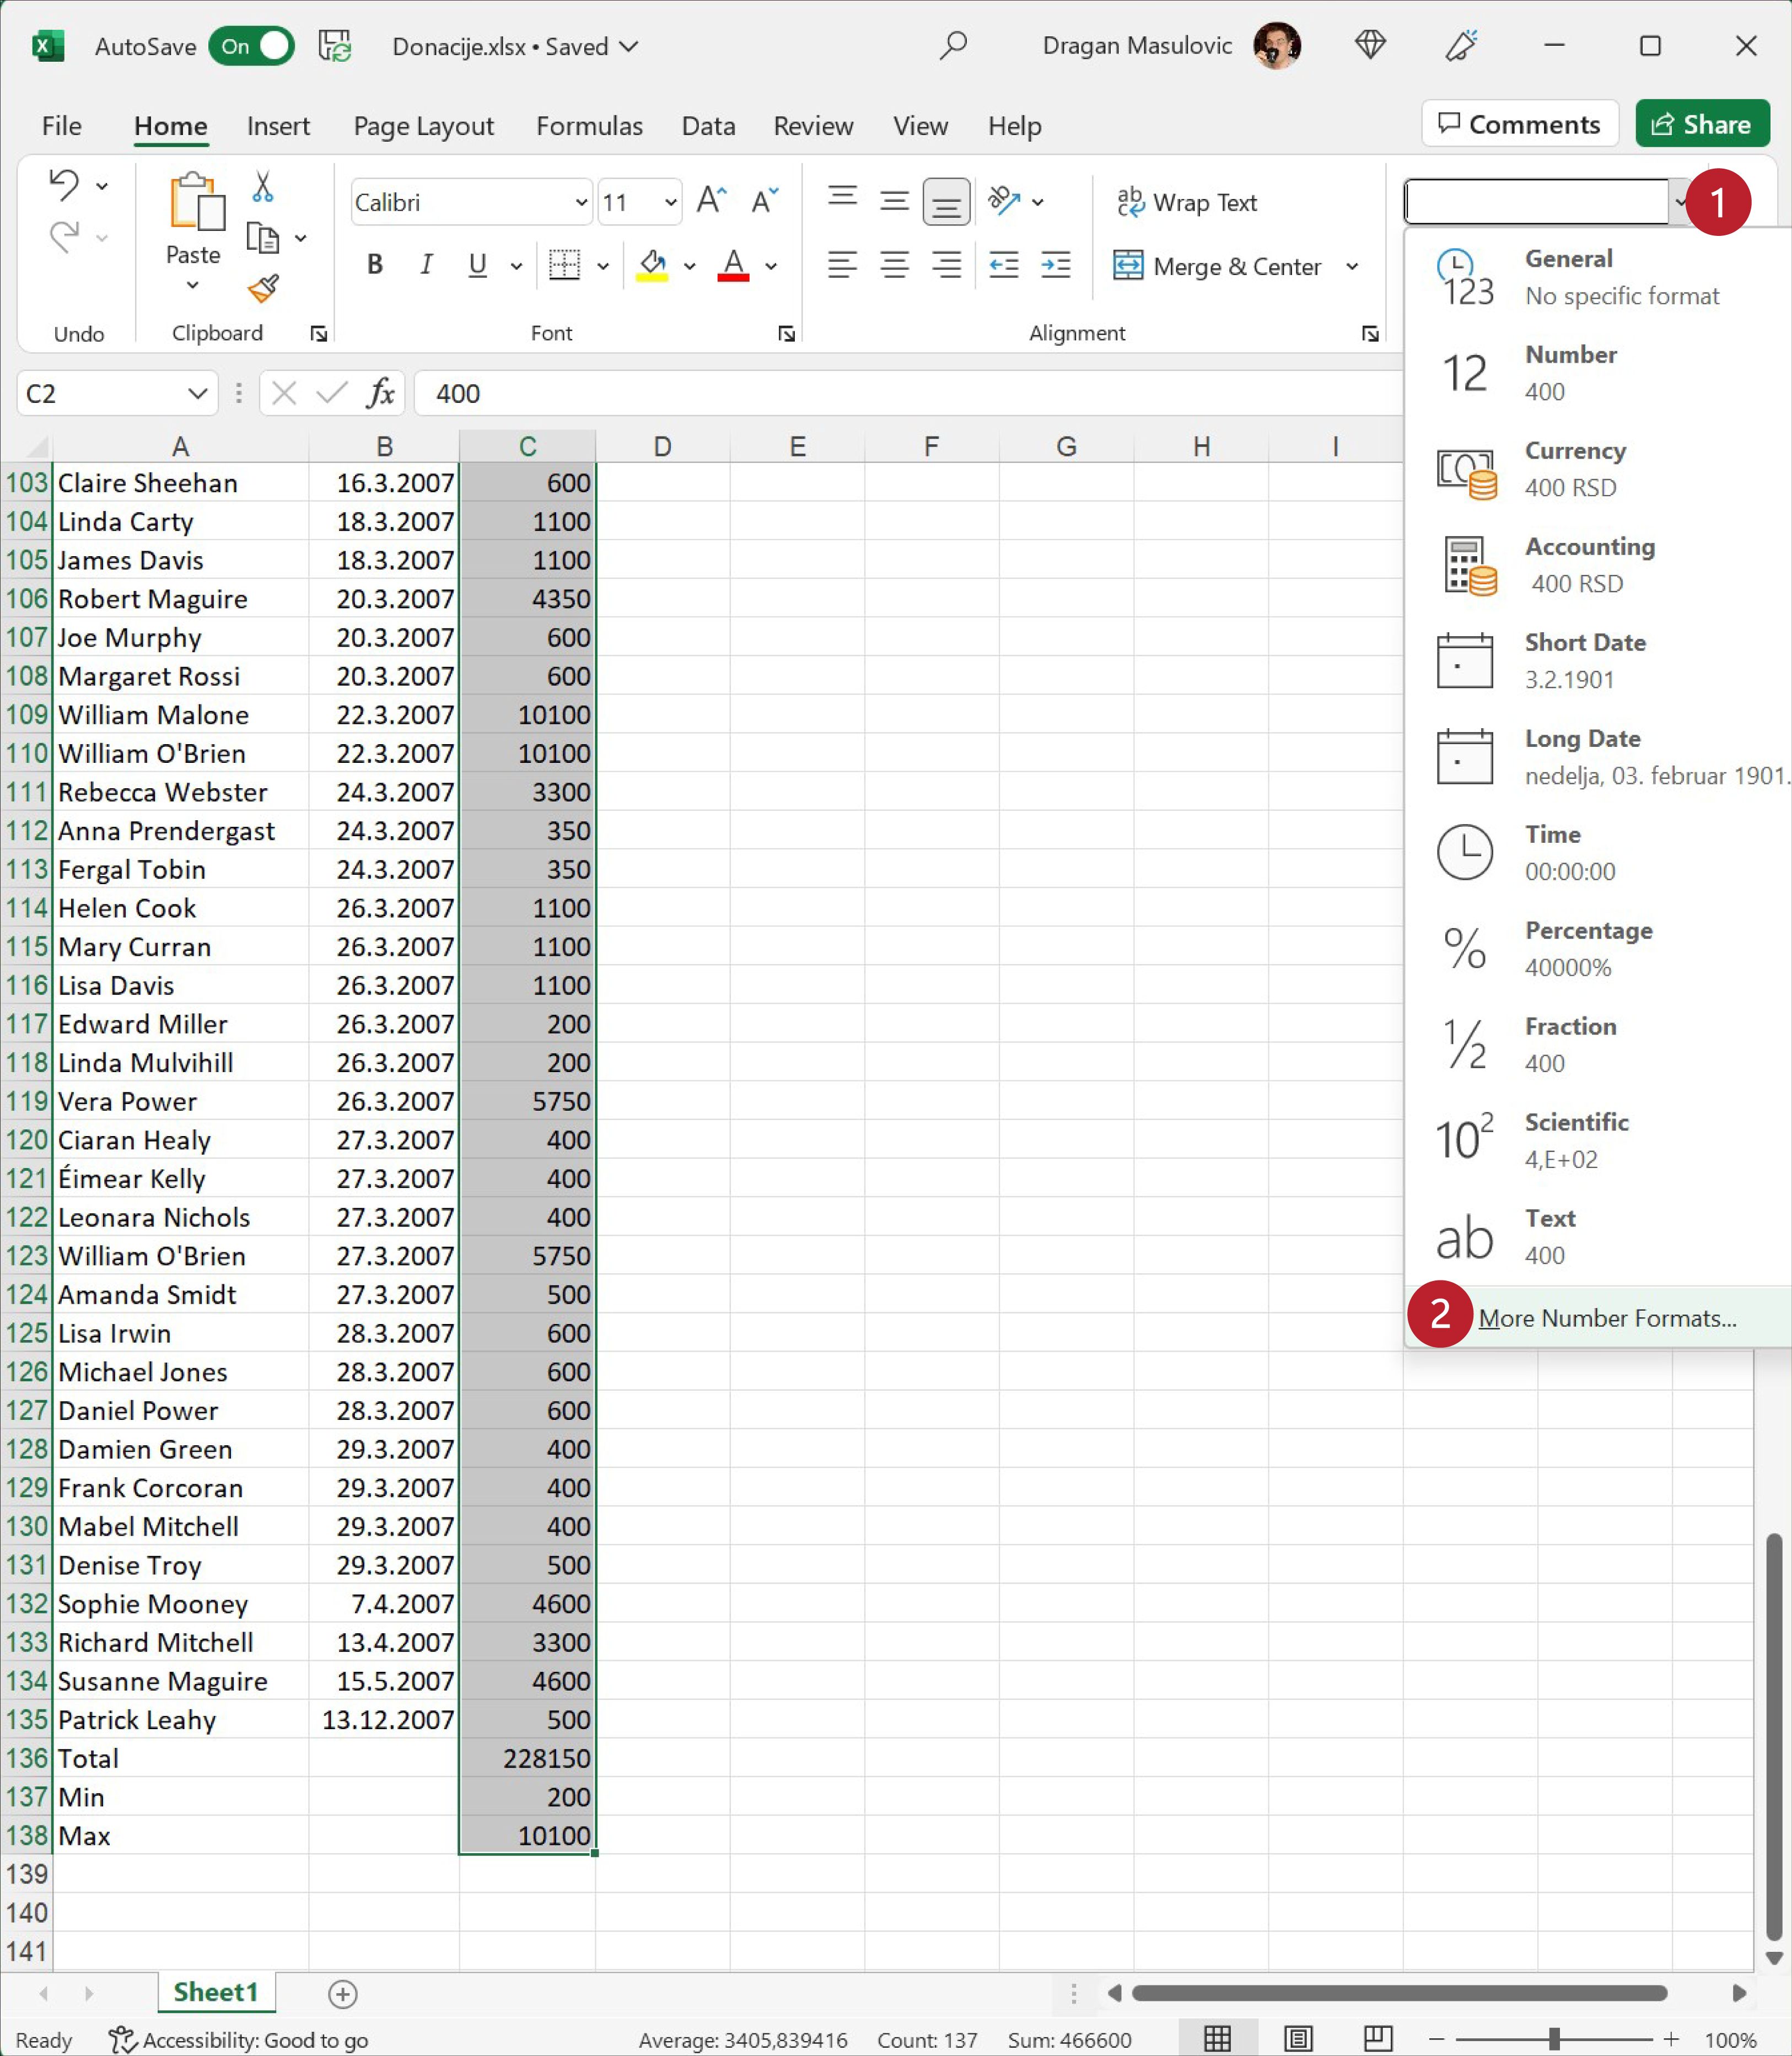 AutoSave On Donacije.xlsx • Saved Dragan Masulovic
File Home Insert Page Layout Formulas Data Review View Help Comments Share
Calibri 11 Wrap Text 1
Paste B I U A Merge & Center
Undo Clipboard Font Alignment
General
123 No specific format
12 Number
400
Currency
400 RSD
Accounting
400 RSD
Short Date
3.2.1901
Long Date
nedelja, 03. februar 1901.
Time
00:00:00
% Percentage
40000%
½ Fraction
400
10² Scientific
4,E+02
ab Text
400
2 More Number Formats...
C2 fx 400
A B C D E F G H I
103 Claire Sheehan 16.3.2007 600
104 Linda Carty 18.3.2007 1100
105 James Davis 18.3.2007 1100
106 Robert Maguire 20.3.2007 4350
107 Joe Murphy 20.3.2007 600
108 Margaret Rossi 20.3.2007 600
109 William Malone 22.3.2007 10100
110 William O'Brien 22.3.2007 10100
111 Rebecca Webster 24.3.2007 3300
112 Anna Prendergast 24.3.2007 350
113 Fergal Tobin 24.3.2007 350
114 Helen Cook 26.3.2007 1100
115 Mary Curran 26.3.2007 1100
116 Lisa Davis 26.3.2007 1100
117 Edward Miller 26.3.2007 200
118 Linda Mulvihill 26.3.2007 200
119 Vera Power 26.3.2007 5750
120 Ciaran Healy 27.3.2007 400
121 Éimear Kelly 27.3.2007 400
122 Leonara Nichols 27.3.2007 400
123 William O'Brien 27.3.2007 5750
124 Amanda Smidt 27.3.2007 500
125 Lisa Irwin 28.3.2007 600
126 Michael Jones 28.3.2007 600
127 Daniel Power 28.3.2007 600
128 Damien Green 29.3.2007 400
129 Frank Corcoran 29.3.2007 400
130 Mabel Mitchell 29.3.2007 400
131 Denise Troy 29.3.2007 500
132 Sophie Mooney 7.4.2007 4600
133 Richard Mitchell 13.4.2007 3300
134 Susanne Maguire 15.5.2007 4600
135 Patrick Leahy 13.12.2007 500
136 Total 228150
137 Min 200
138 Max 10100
139
140
141
Sheet1
Ready Accessibility: Good to go Average: 3405,839416 Count: 137 Sum: 466600 100%